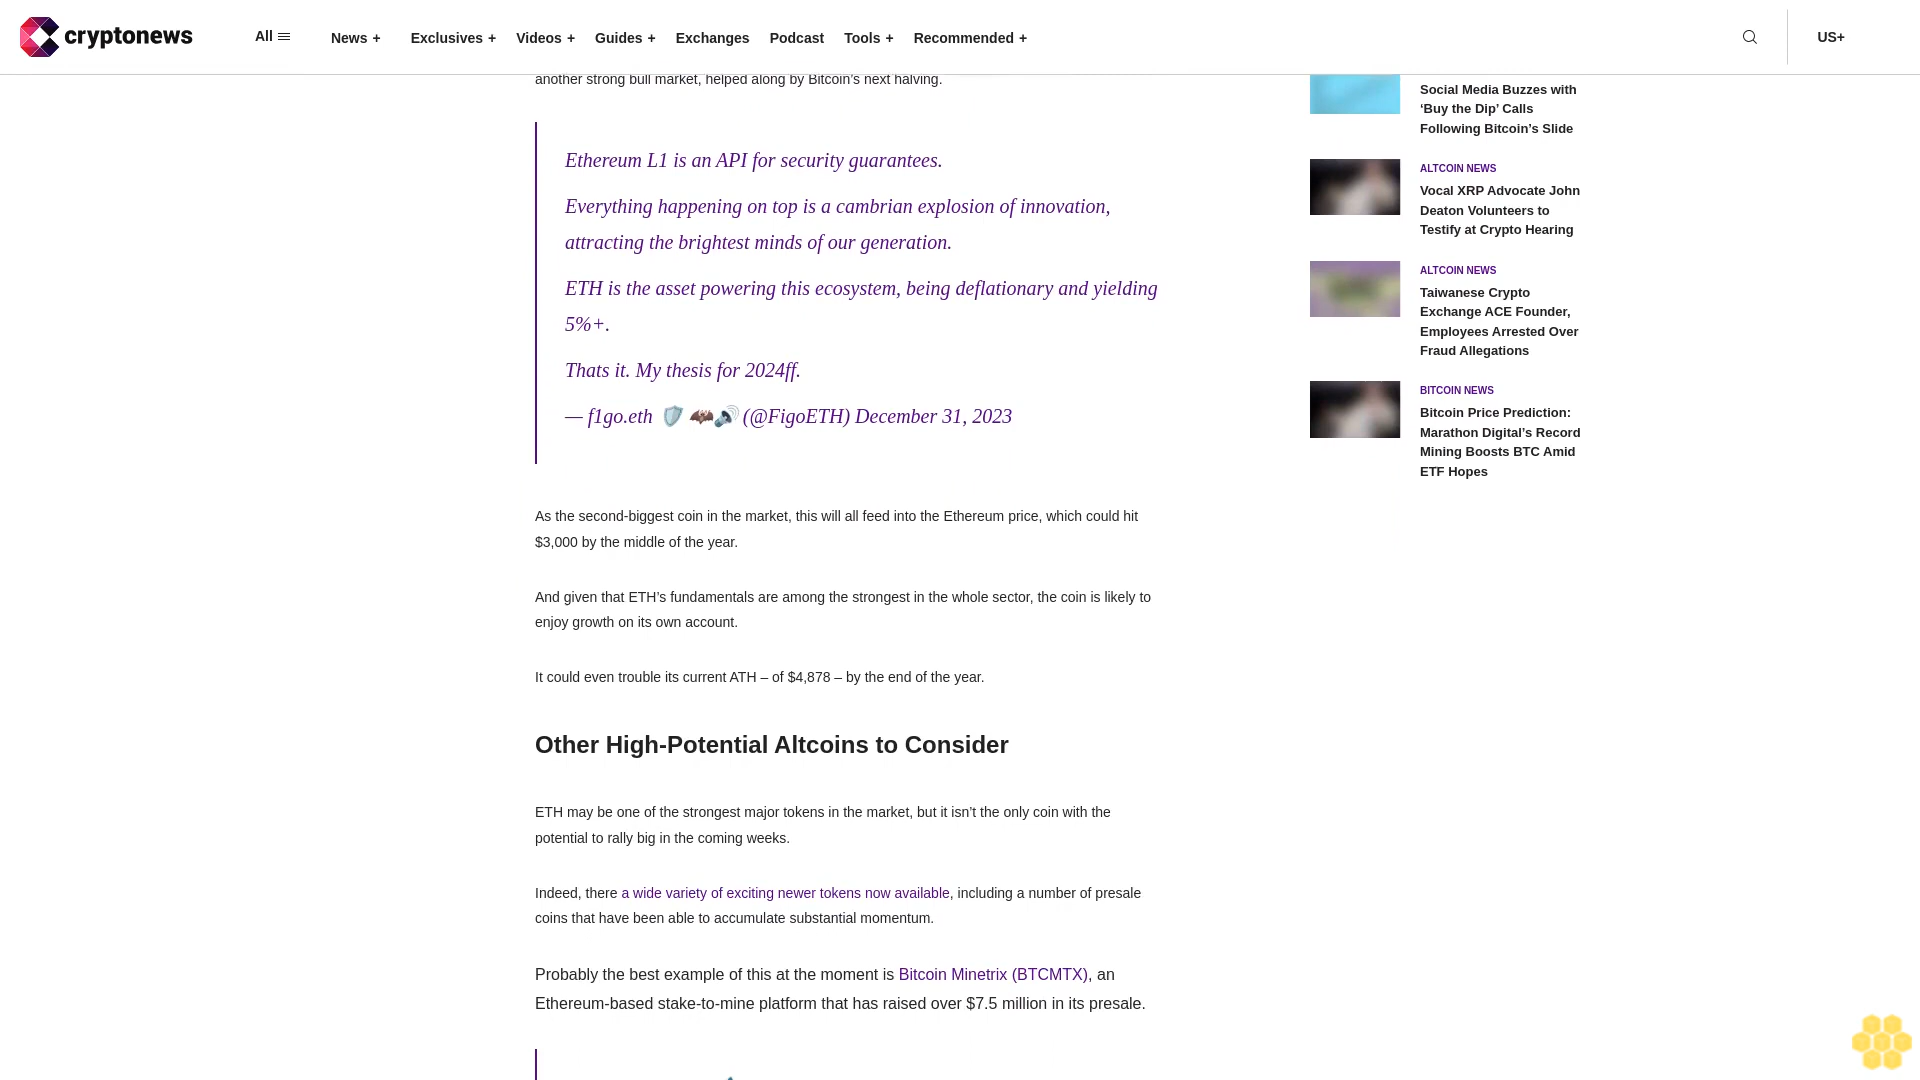 cryptonews
All
News +
Exclusives +
Videos +
Guides +
Exchanges
Podcast
Tools +
Recommended +
US+
another strong bull market, helped along by Bitcoin’s next halving.
Ethereum L1 is an API for security guarantees.
Everything happening on top is a cambrian explosion of innovation,
attracting the brightest minds of our generation.
ETH is the asset powering this ecosystem, being deflationary and yielding
5%+.
Thats it. My thesis for 2024ff.
— f1go.eth 🛡️ 🦇🔊 (@FigoETH) December 31, 2023
As the second-biggest coin in the market, this will all feed into the Ethereum price, which could hit
$3,000 by the middle of the year.
And given that ETH’s fundamentals are among the strongest in the whole sector, the coin is likely to
enjoy growth on its own account.
It could even trouble its current ATH – of $4,878 – by the end of the year.
Other High-Potential Altcoins to Consider
ETH may be one of the strongest major tokens in the market, but it isn’t the only coin with the
potential to rally big in the coming weeks.
Indeed, there a wide variety of exciting newer tokens now available, including a number of presale
coins that have been able to accumulate substantial momentum.
Probably the best example of this at the moment is Bitcoin Minetrix (BTCMTX), an
Ethereum-based stake-to-mine platform that has raised over $7.5 million in its presale.
Social Media Buzzes with
‘Buy the Dip’ Calls
Following Bitcoin’s Slide
ALTCOIN NEWS
Vocal XRP Advocate John
Deaton Volunteers to
Testify at Crypto Hearing
ALTCOIN NEWS
Taiwanese Crypto
Exchange ACE Founder,
Employees Arrested Over
Fraud Allegations
BITCOIN NEWS
Bitcoin Price Prediction:
Marathon Digital’s Record
Mining Boosts BTC Amid
ETF Hopes